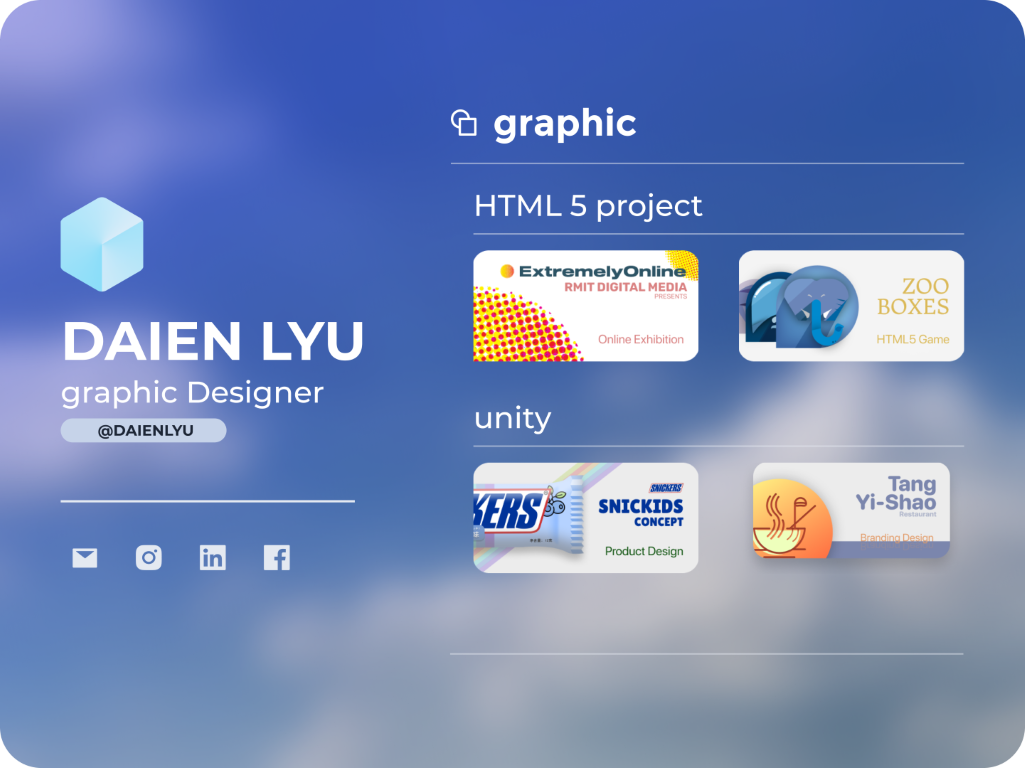 DAIEN LYU
graphic Designer
@DAIENLYU
graphic
HTML 5 project
ExtremelyOnline
RMIT DIGITAL MEDIA
PRESENTS
Online Exhibition
ZOO
BOXES
HTML5 Game
unity
KERS
SNICKERS
SNICKIDS
CONCEPT
Product Design
Tang
Yi-Shao
Restaurant
Branding Design